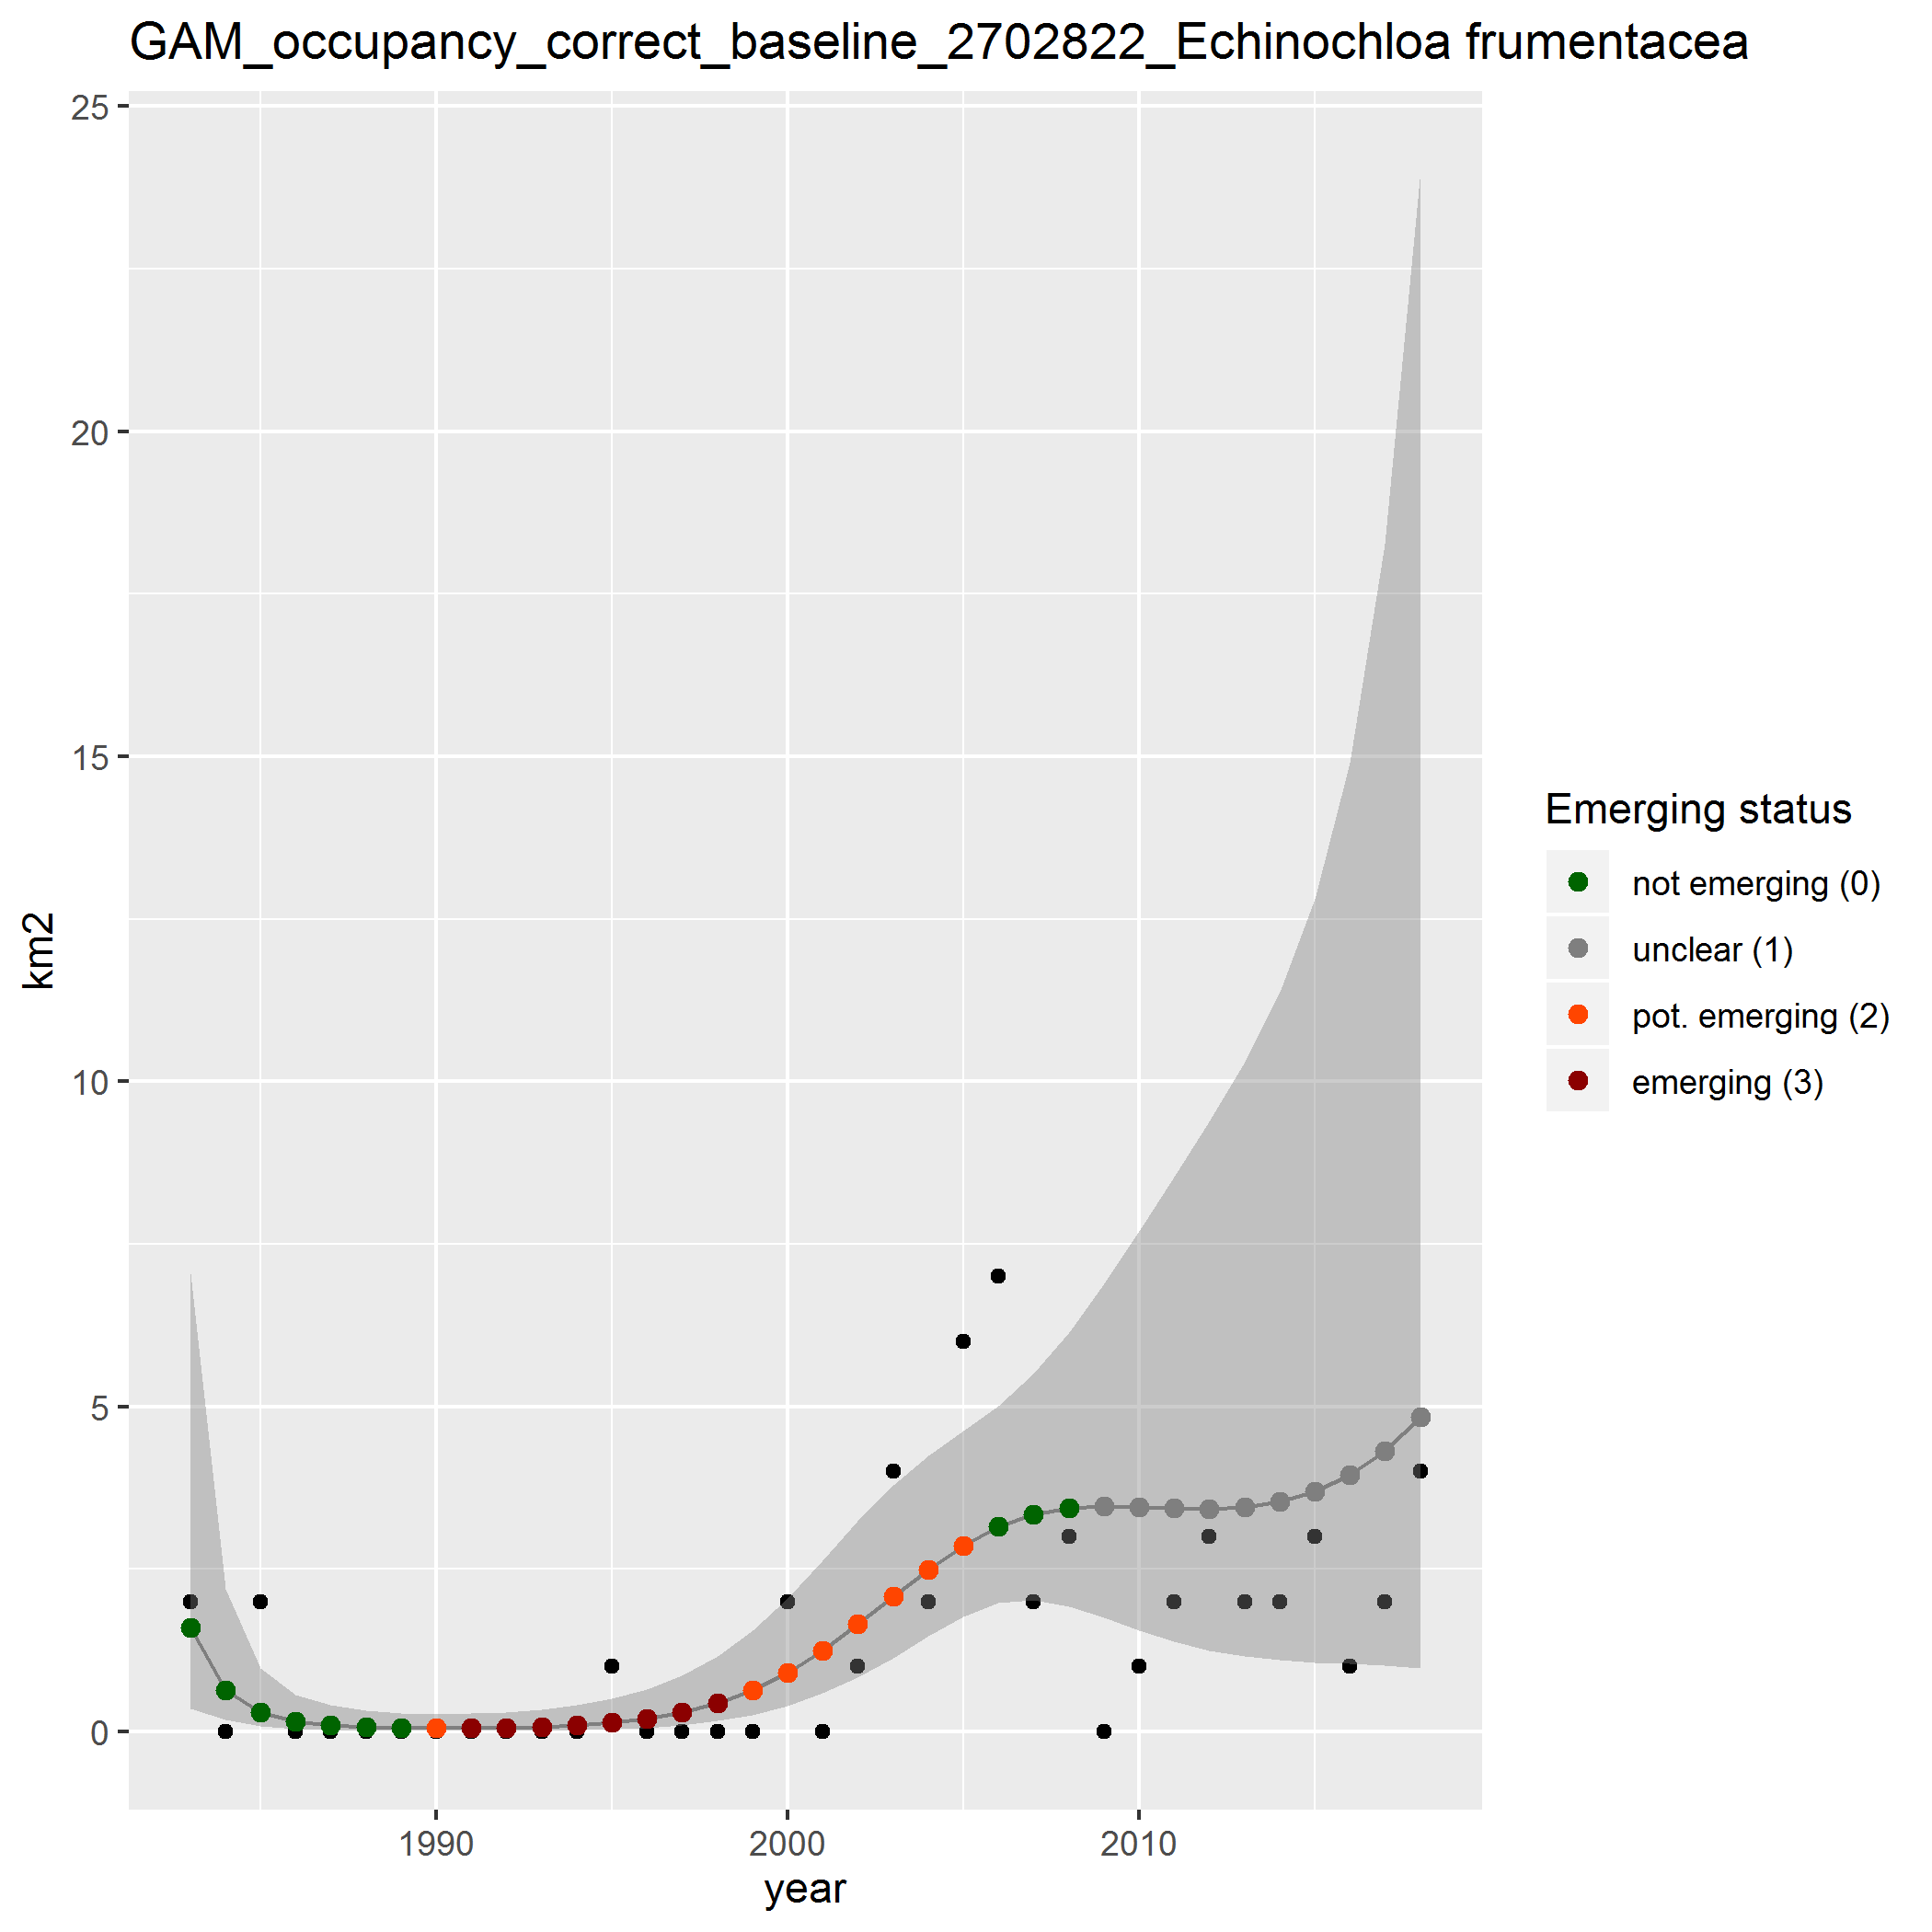 GAM_occupancy_correct_baseline_2702822_Echinochloa frumentacea
25
20
15
10
5
0
km2
1990 2000 2010
year
Emerging status
not emerging (0)
unclear (1)
pot. emerging (2)
emerging (3)